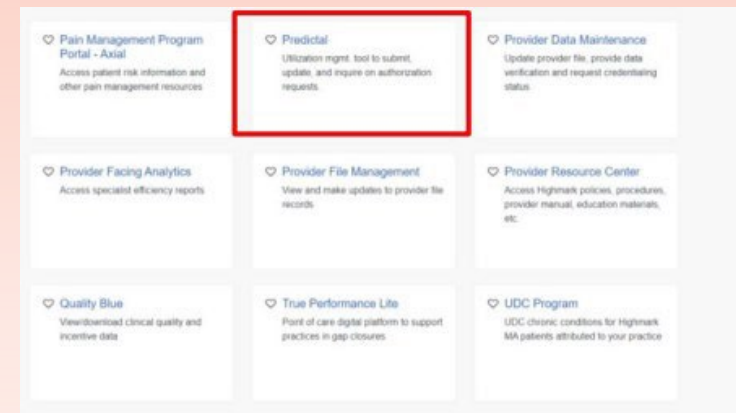 Pain Management Program
Portal - Axial
Access patient risk information and
other pain management resources
Predictal
Utilization mgmt. tool to submit,
update, and inquire on authorization
requests.
Provider Data Maintenance
Update provider file, provide data
verification and request credentialing
status.
Provider Facing Analytics
Access specialist efficiency reports
Provider File Management
View and make updates to provider file
records
Provider Resource Center
Access Highmark policies, procedures,
provider manual, education materials,
etc.
Quality Blue
View/download clinical quality and
incentive data
True Performance Lite
Point of care digital platform to support
practices in gap closures
UDC Program
UDC chronic conditions for Highmark
MA patients attributed to your practice